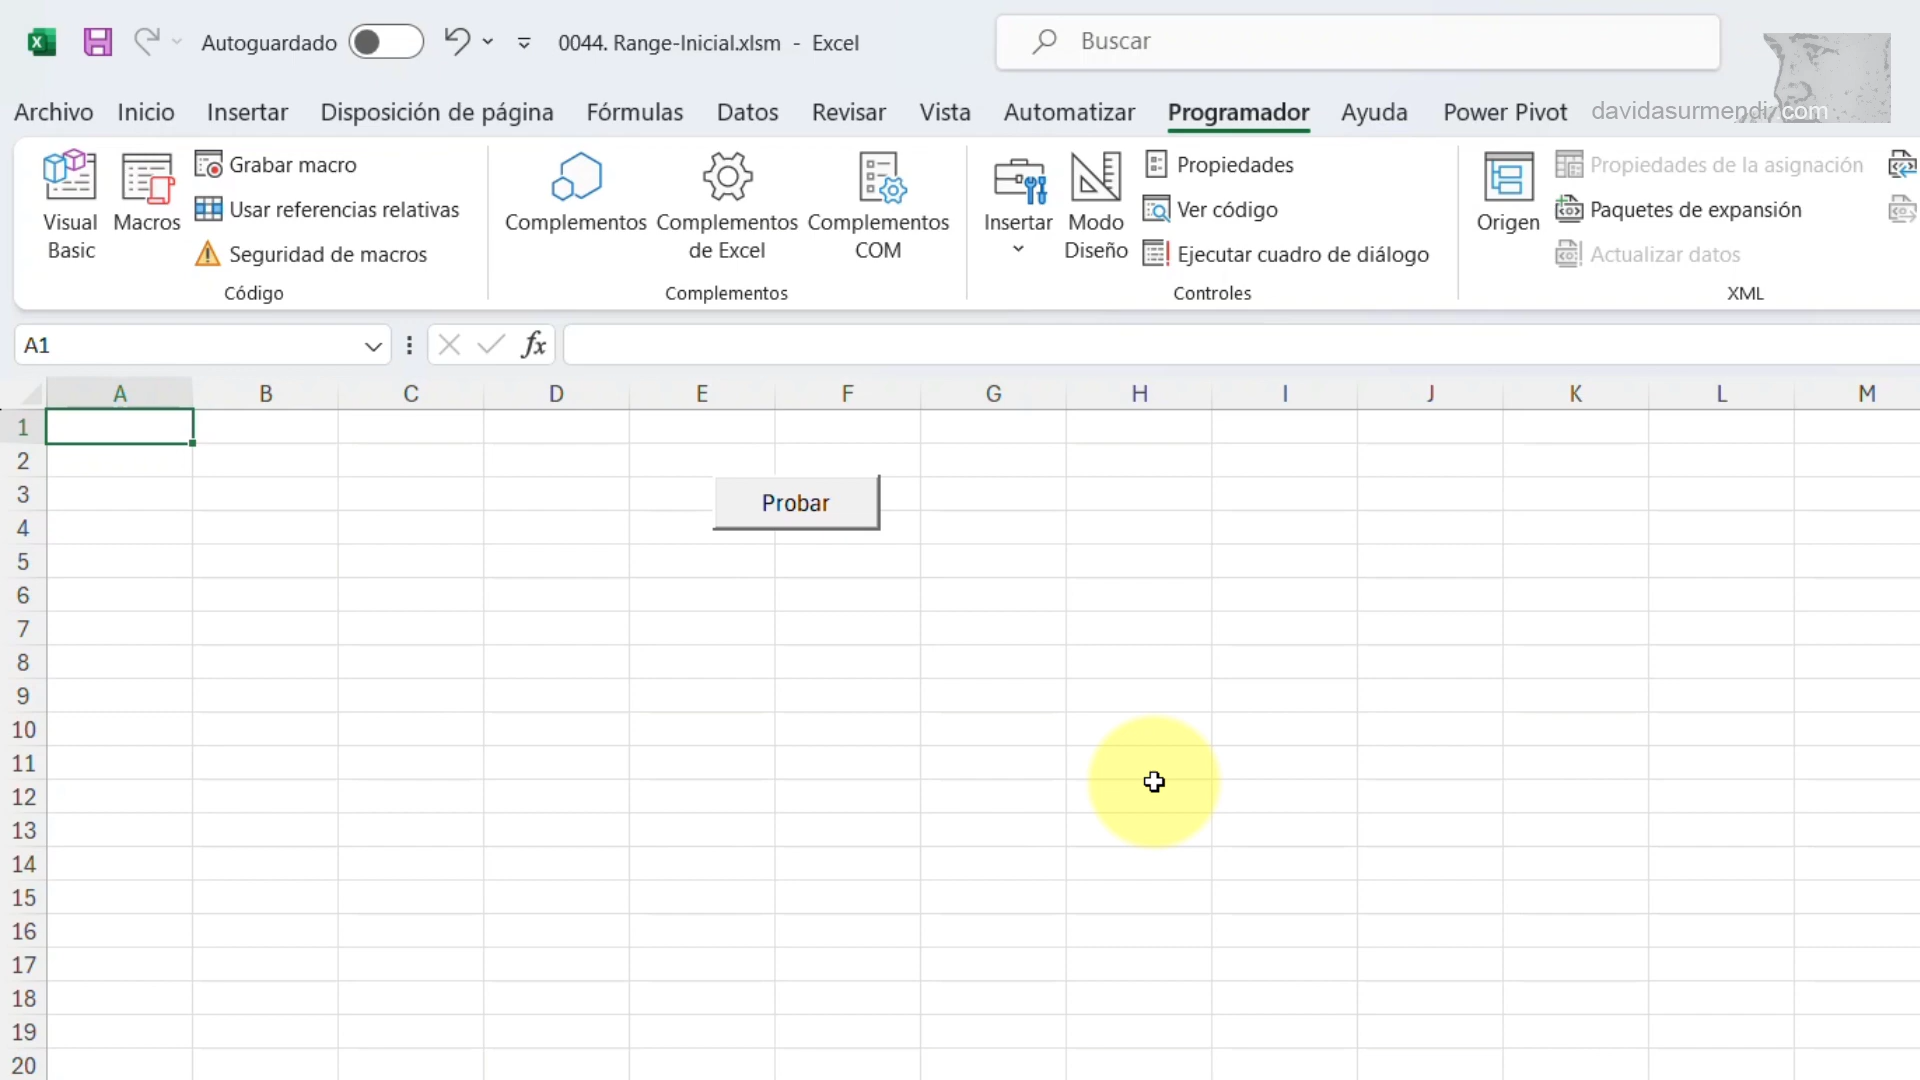 Autoguardado
0044. Range-Inicial.xlsm - Excel
Buscar
Archivo Inicio Insertar Disposición de página Fórmulas Datos Revisar Vista Automatizar Programador Ayuda Power Pivot
davidasurmendi.com
Visual Basic
Macros
Grabar macro
Usar referencias relativas
Seguridad de macros
Código
Complementos
Complementos de Excel
Complementos COM
Complementos
Insertar
Modo Diseño
Propiedades
Ver código
Ejecutar cuadro de diálogo
Controles
Origen
Propiedades de la asignación
Paquetes de expansión
Actualizar datos
XML
A1
fx
A B C D E F G H I J K L M
1
2
3
Probar
4
5
6
7
8
9
10
11
12
13
14
15
16
17
18
19
20